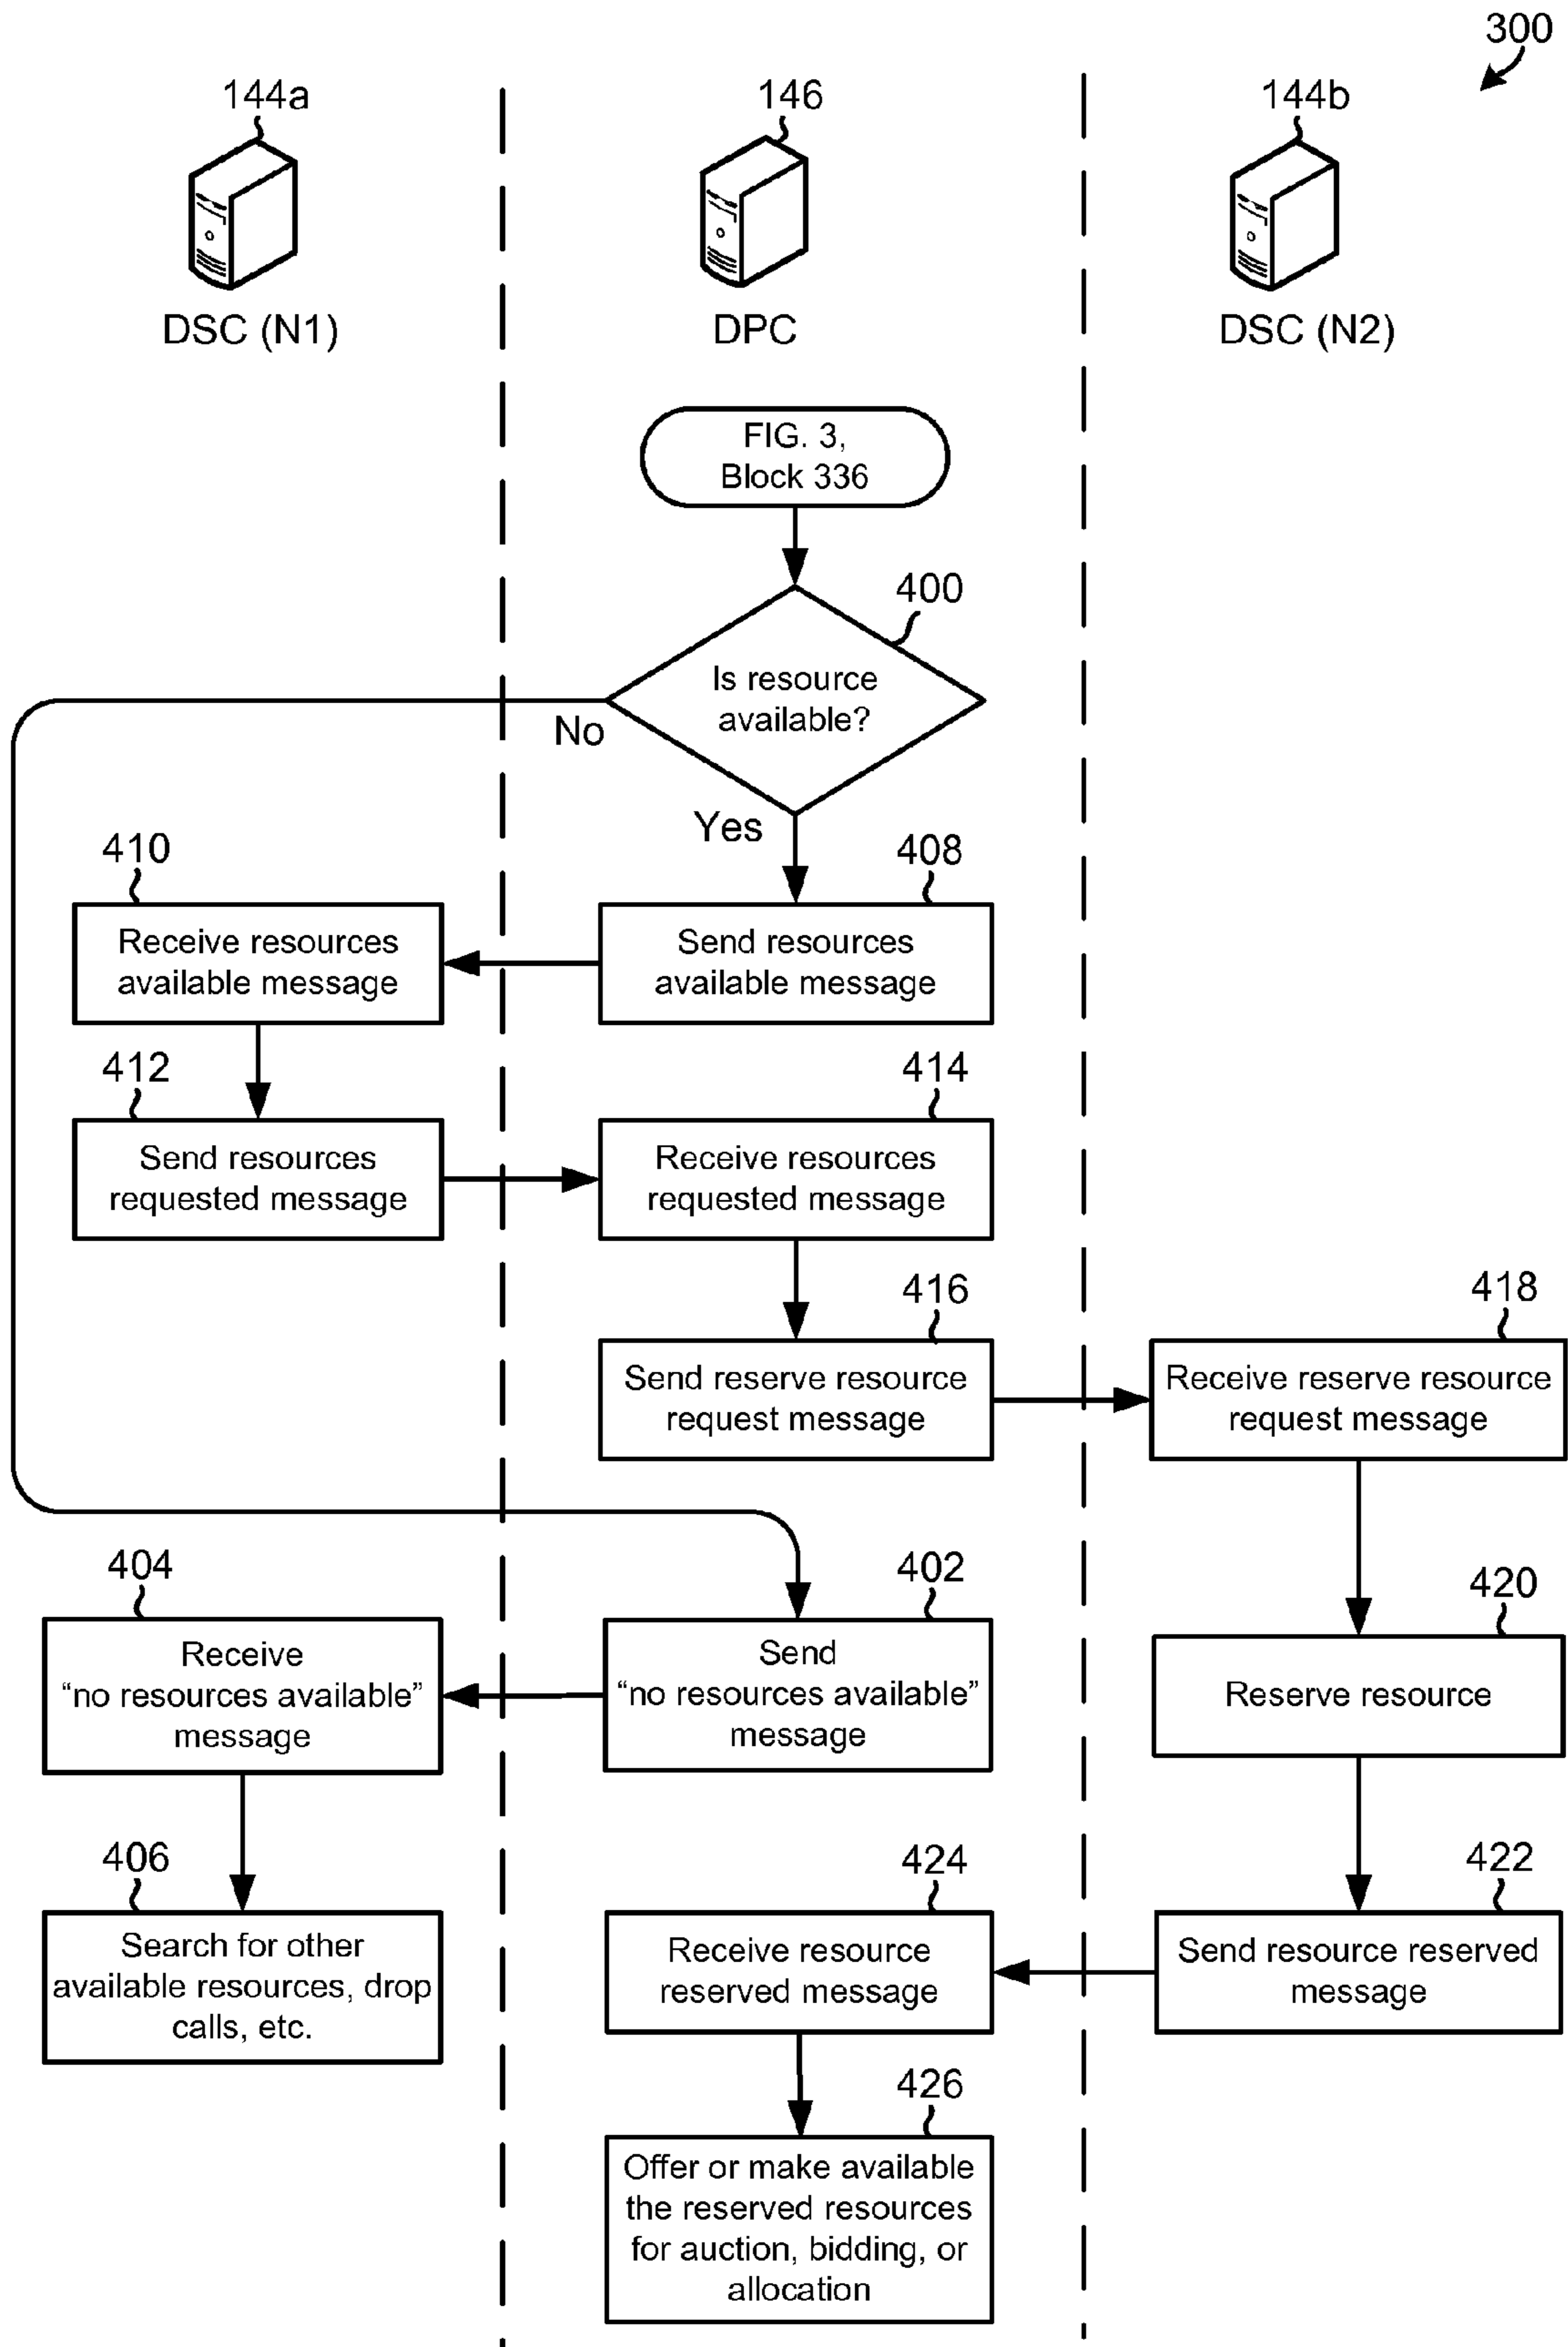 300
144a
146
144b
DSC (N1)
DPC
DSC (N2)
FIG. 3,
Block 336
400
Is resource
available?
No
Yes
410
408
Receive resources
available message
Send resources
available message
412
414
Send resources
requested message
Receive resources
requested message
416
418
Send reserve resource
request message
Receive reserve resource
request message
404
402
420
Receive
“no resources available”
message
Send
“no resources available”
message
Reserve resource
406
424
422
Search for other
available resources, drop
calls, etc.
Receive resource
reserved message
Send resource reserved
message
426
Offer or make available
the reserved resources
for auction, bidding, or
allocation